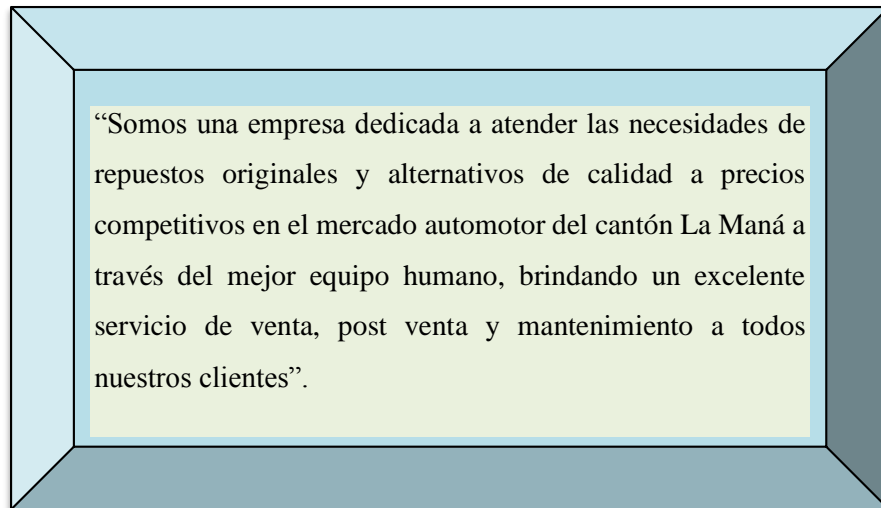 “Somos una empresa dedicada a atender las necesidades de
repuestos originales y alternativos de calidad a precios
competitivos en el mercado automotor del cantón La Maná a
través del mejor equipo humano, brindando un excelente
servicio de venta, post venta y mantenimiento a todos
nuestros clientes”.